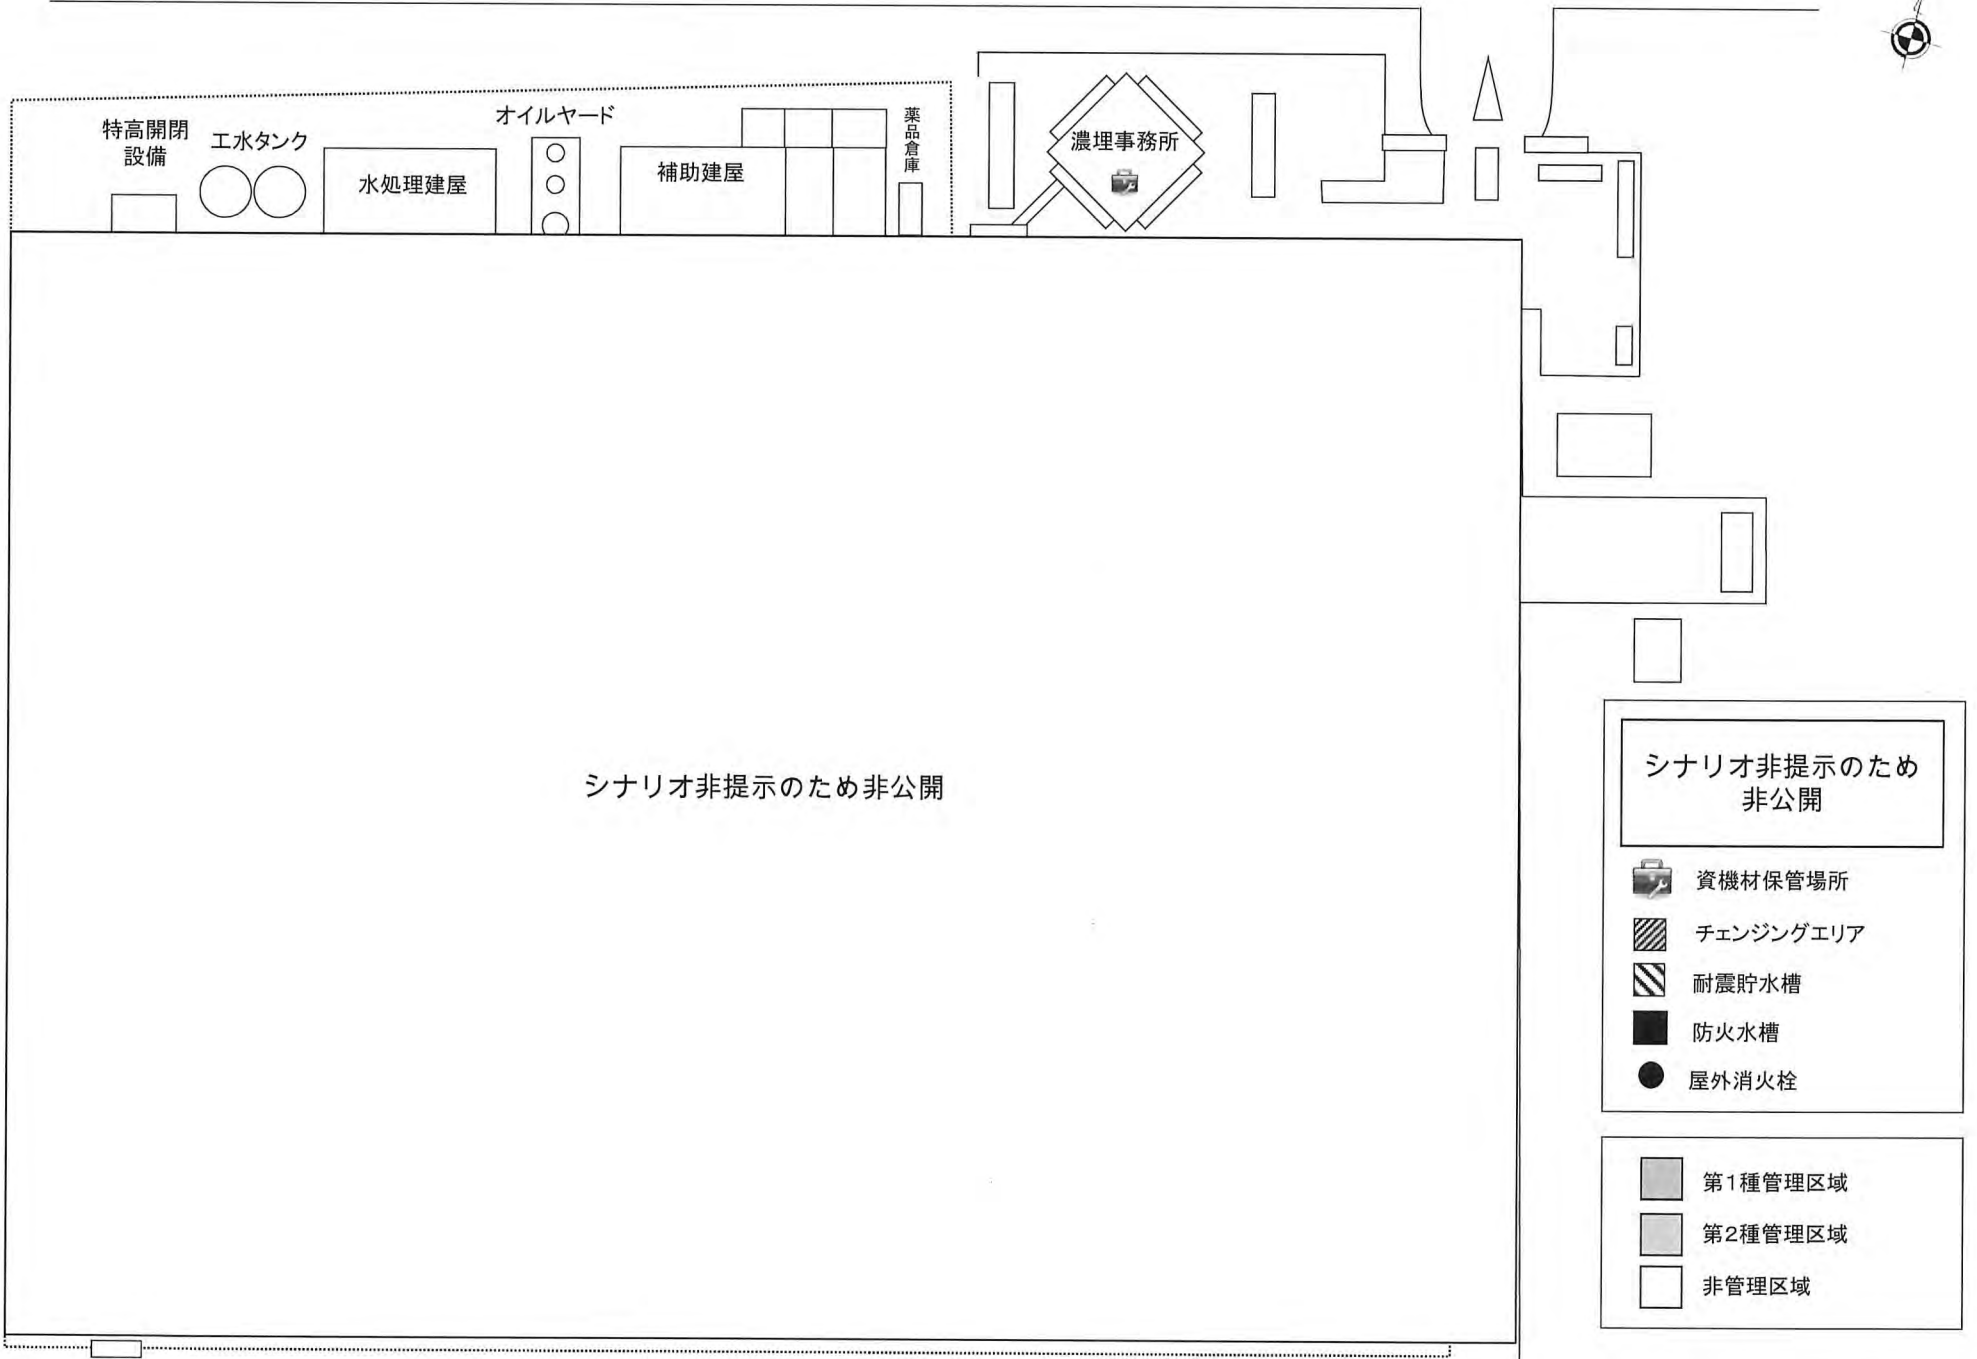 特高開閉
設備
工水タンク
水処理建屋
オイルヤード
補助建屋
薬品倉庫
濃埋事務所
シナリオ非提示のため非公開
シナリオ非提示のため
非公開
資機材保管場所
チェンジングエリア
耐震貯水槽
防火水槽
屋外消火栓
第1種管理区域
第2種管理区域
非管理区域